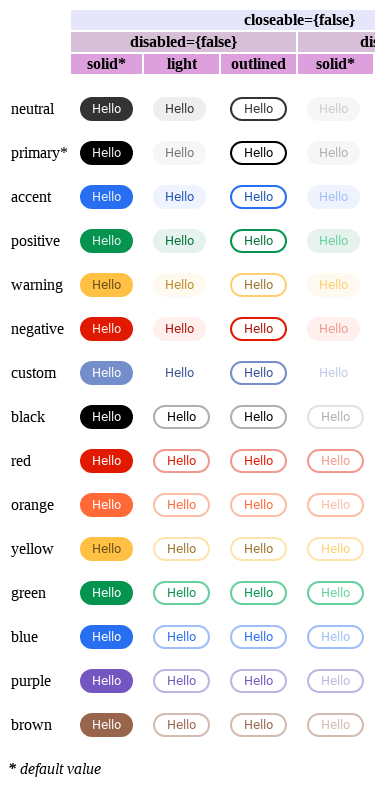 closeable={false}
disabled={false} dis
solid* light outlined solid*
neutral Hello Hello Hello Hello
primary* Hello Hello Hello Hello
accent Hello Hello Hello Hello
positive Hello Hello Hello Hello
warning Hello Hello Hello Hello
negative Hello Hello Hello Hello
custom Hello Hello Hello Hello
black Hello Hello Hello Hello
red Hello Hello Hello Hello
orange Hello Hello Hello Hello
yellow Hello Hello Hello Hello
green Hello Hello Hello Hello
blue Hello Hello Hello Hello
purple Hello Hello Hello Hello
brown Hello Hello Hello Hello
* default value